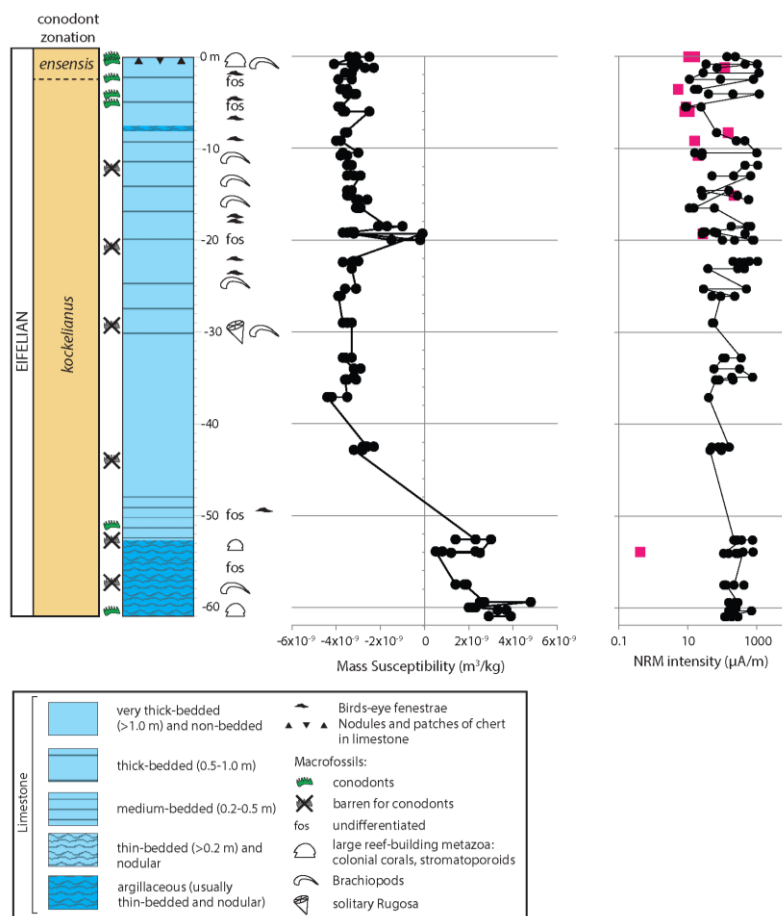 conodont
zonation
EIFELIAN
ensensis
kockelianus
0 m
-10
-20
-30
-40
-50
-60
fos
fos
fos
fos
fos
-6x10⁻⁹
-4x10⁻⁹
-2x10⁻⁹
0
2x10⁻⁹
4x10⁻⁹
6x10⁻⁹
Mass Susceptibility (m³/kg)
0.1
10
1000
NRM intensity (μA/m)
Limestone
very thick-bedded
(>1.0 m) and non-bedded
thick-bedded (0.5-1.0 m)
medium-bedded (0.2-0.5 m)
thin-bedded (>0.2 m) and
nodular
argillaceous (usually
thin-bedded and nodular)
Birds-eye fenestrae
Nodules and patches of chert
in limestone
Macrofossils:
conodonts
barren for conodonts
fos undifferentiated
large reef-building metazoa:
colonial corals, stromatoporoids
Brachiopods
solitary Rugosa